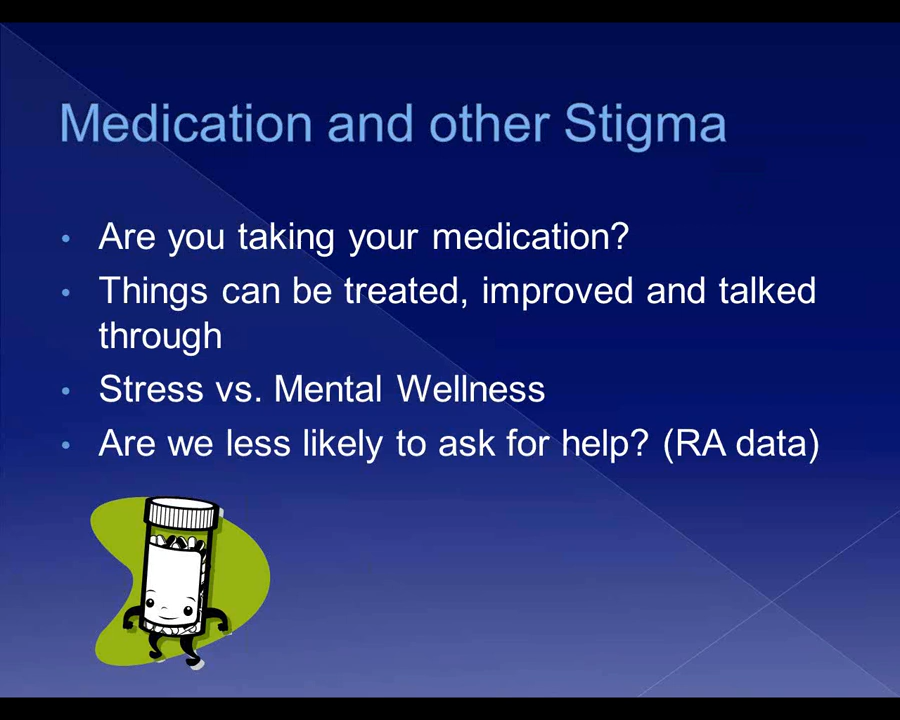 Medication and other Stigma
• Are you taking your medication?
• Things can be treated, improved and talked
through
• Stress vs. Mental Wellness
• Are we less likely to ask for help? (RA data)